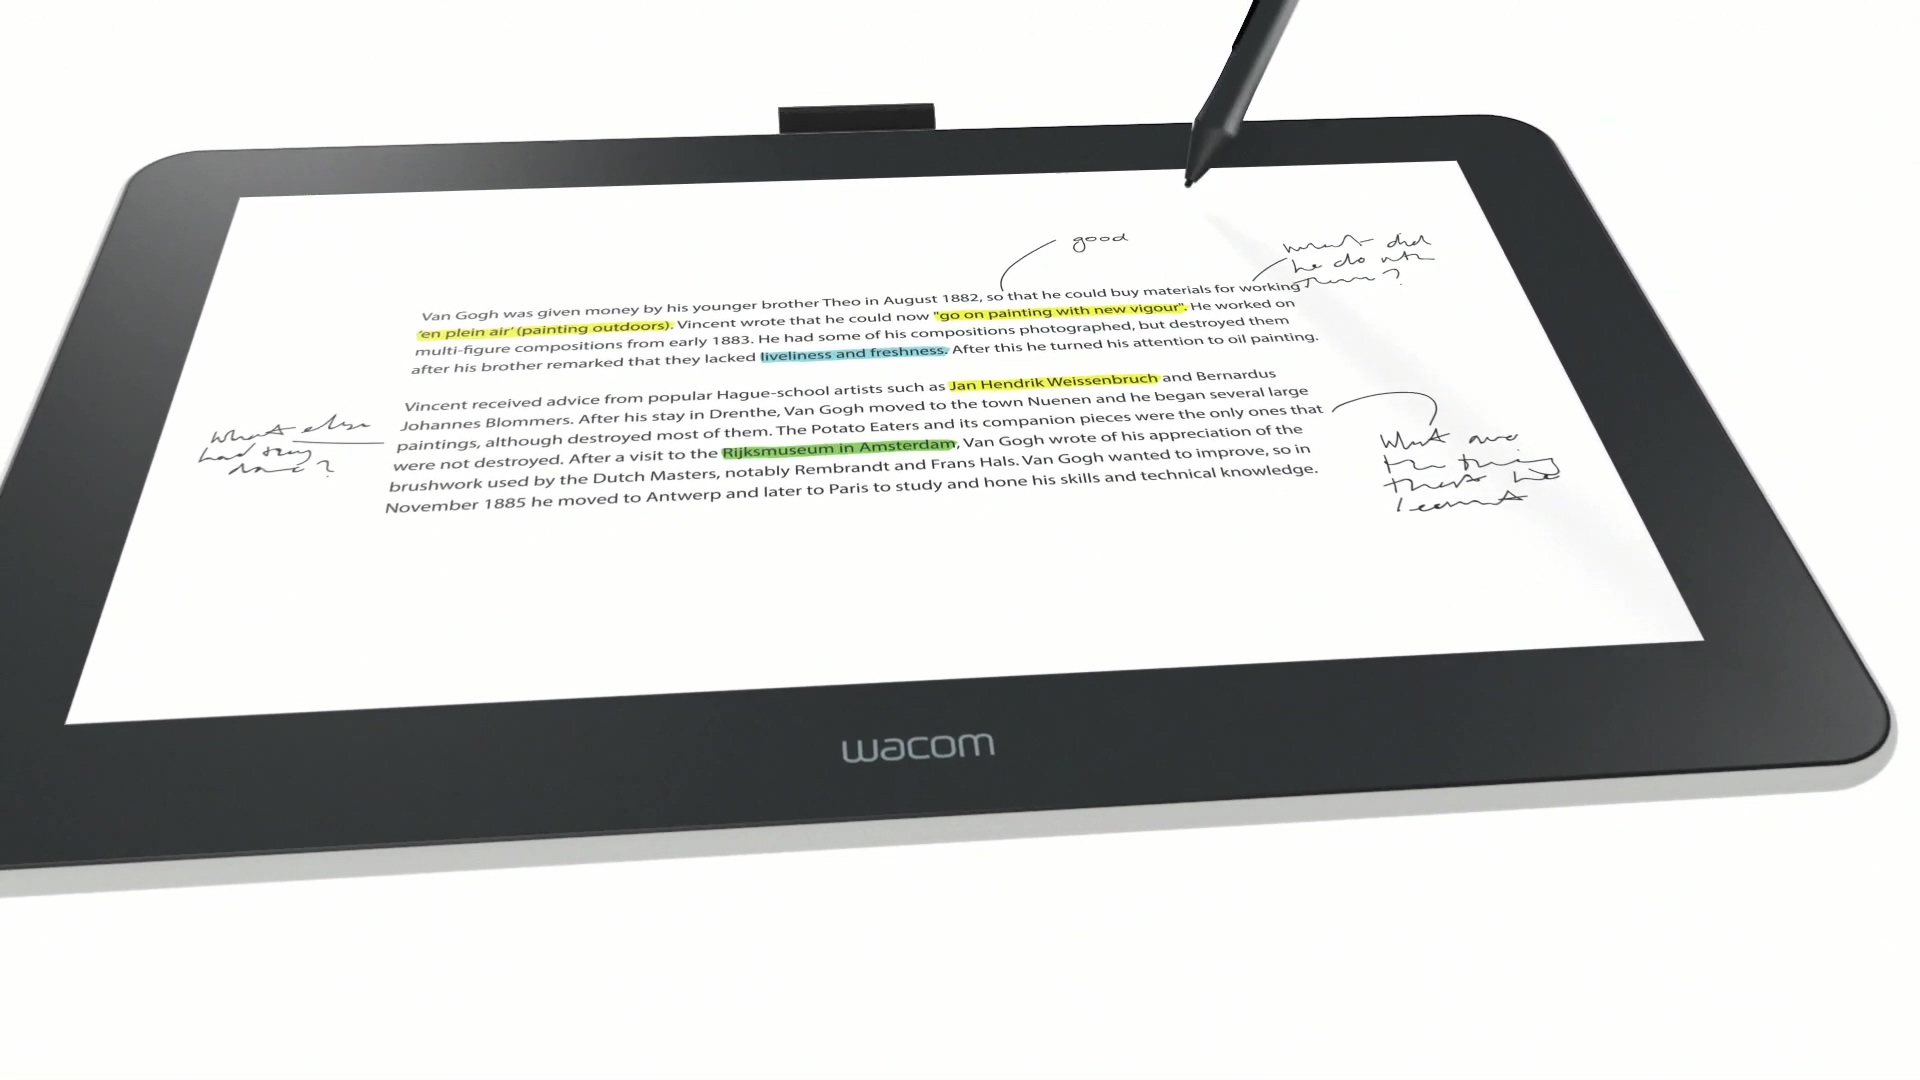 good
what did
he do with
them?
Van Gogh was given money by his younger brother Theo in August 1882, so that he could buy materials for working
'en plein air' (painting outdoors). Vincent wrote that he could now "go on painting with new vigour". He worked on
multi-figure compositions from early 1883. He had some of his compositions photographed, but destroyed them
after his brother remarked that they lacked liveliness and freshness. After this he turned his attention to oil painting.
Vincent received advice from popular Hague-school artists such as Jan Hendrik Weissenbruch and Bernardus
Johannes Blommers. After his stay in Drenthe, Van Gogh moved to the town Nuenen and he began several large
paintings, although destroyed most of them. The Potato Eaters and its companion pieces were the only ones that
were not destroyed. After a visit to the Rijksmuseum in Amsterdam, Van Gogh wrote of his appreciation of the
brushwork used by the Dutch Masters, notably Rembrandt and Frans Hals. Van Gogh wanted to improve, so in
November 1885 he moved to Antwerp and later to Paris to study and hone his skills and technical knowledge.
what else
had they
done?
What are
the things
that he
learnt
wacom